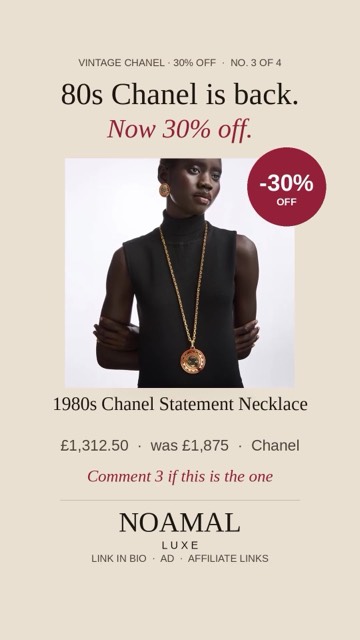 VINTAGE CHANEL · 30% OFF · NO. 3 OF 4
80s Chanel is back.
Now 30% off.
-30%
OFF
1980s Chanel Statement Necklace
£1,312.50 · was £1,875 · Chanel
Comment 3 if this is the one
NOAMAL
LUXE
LINK IN BIO · AD · AFFILIATE LINKS